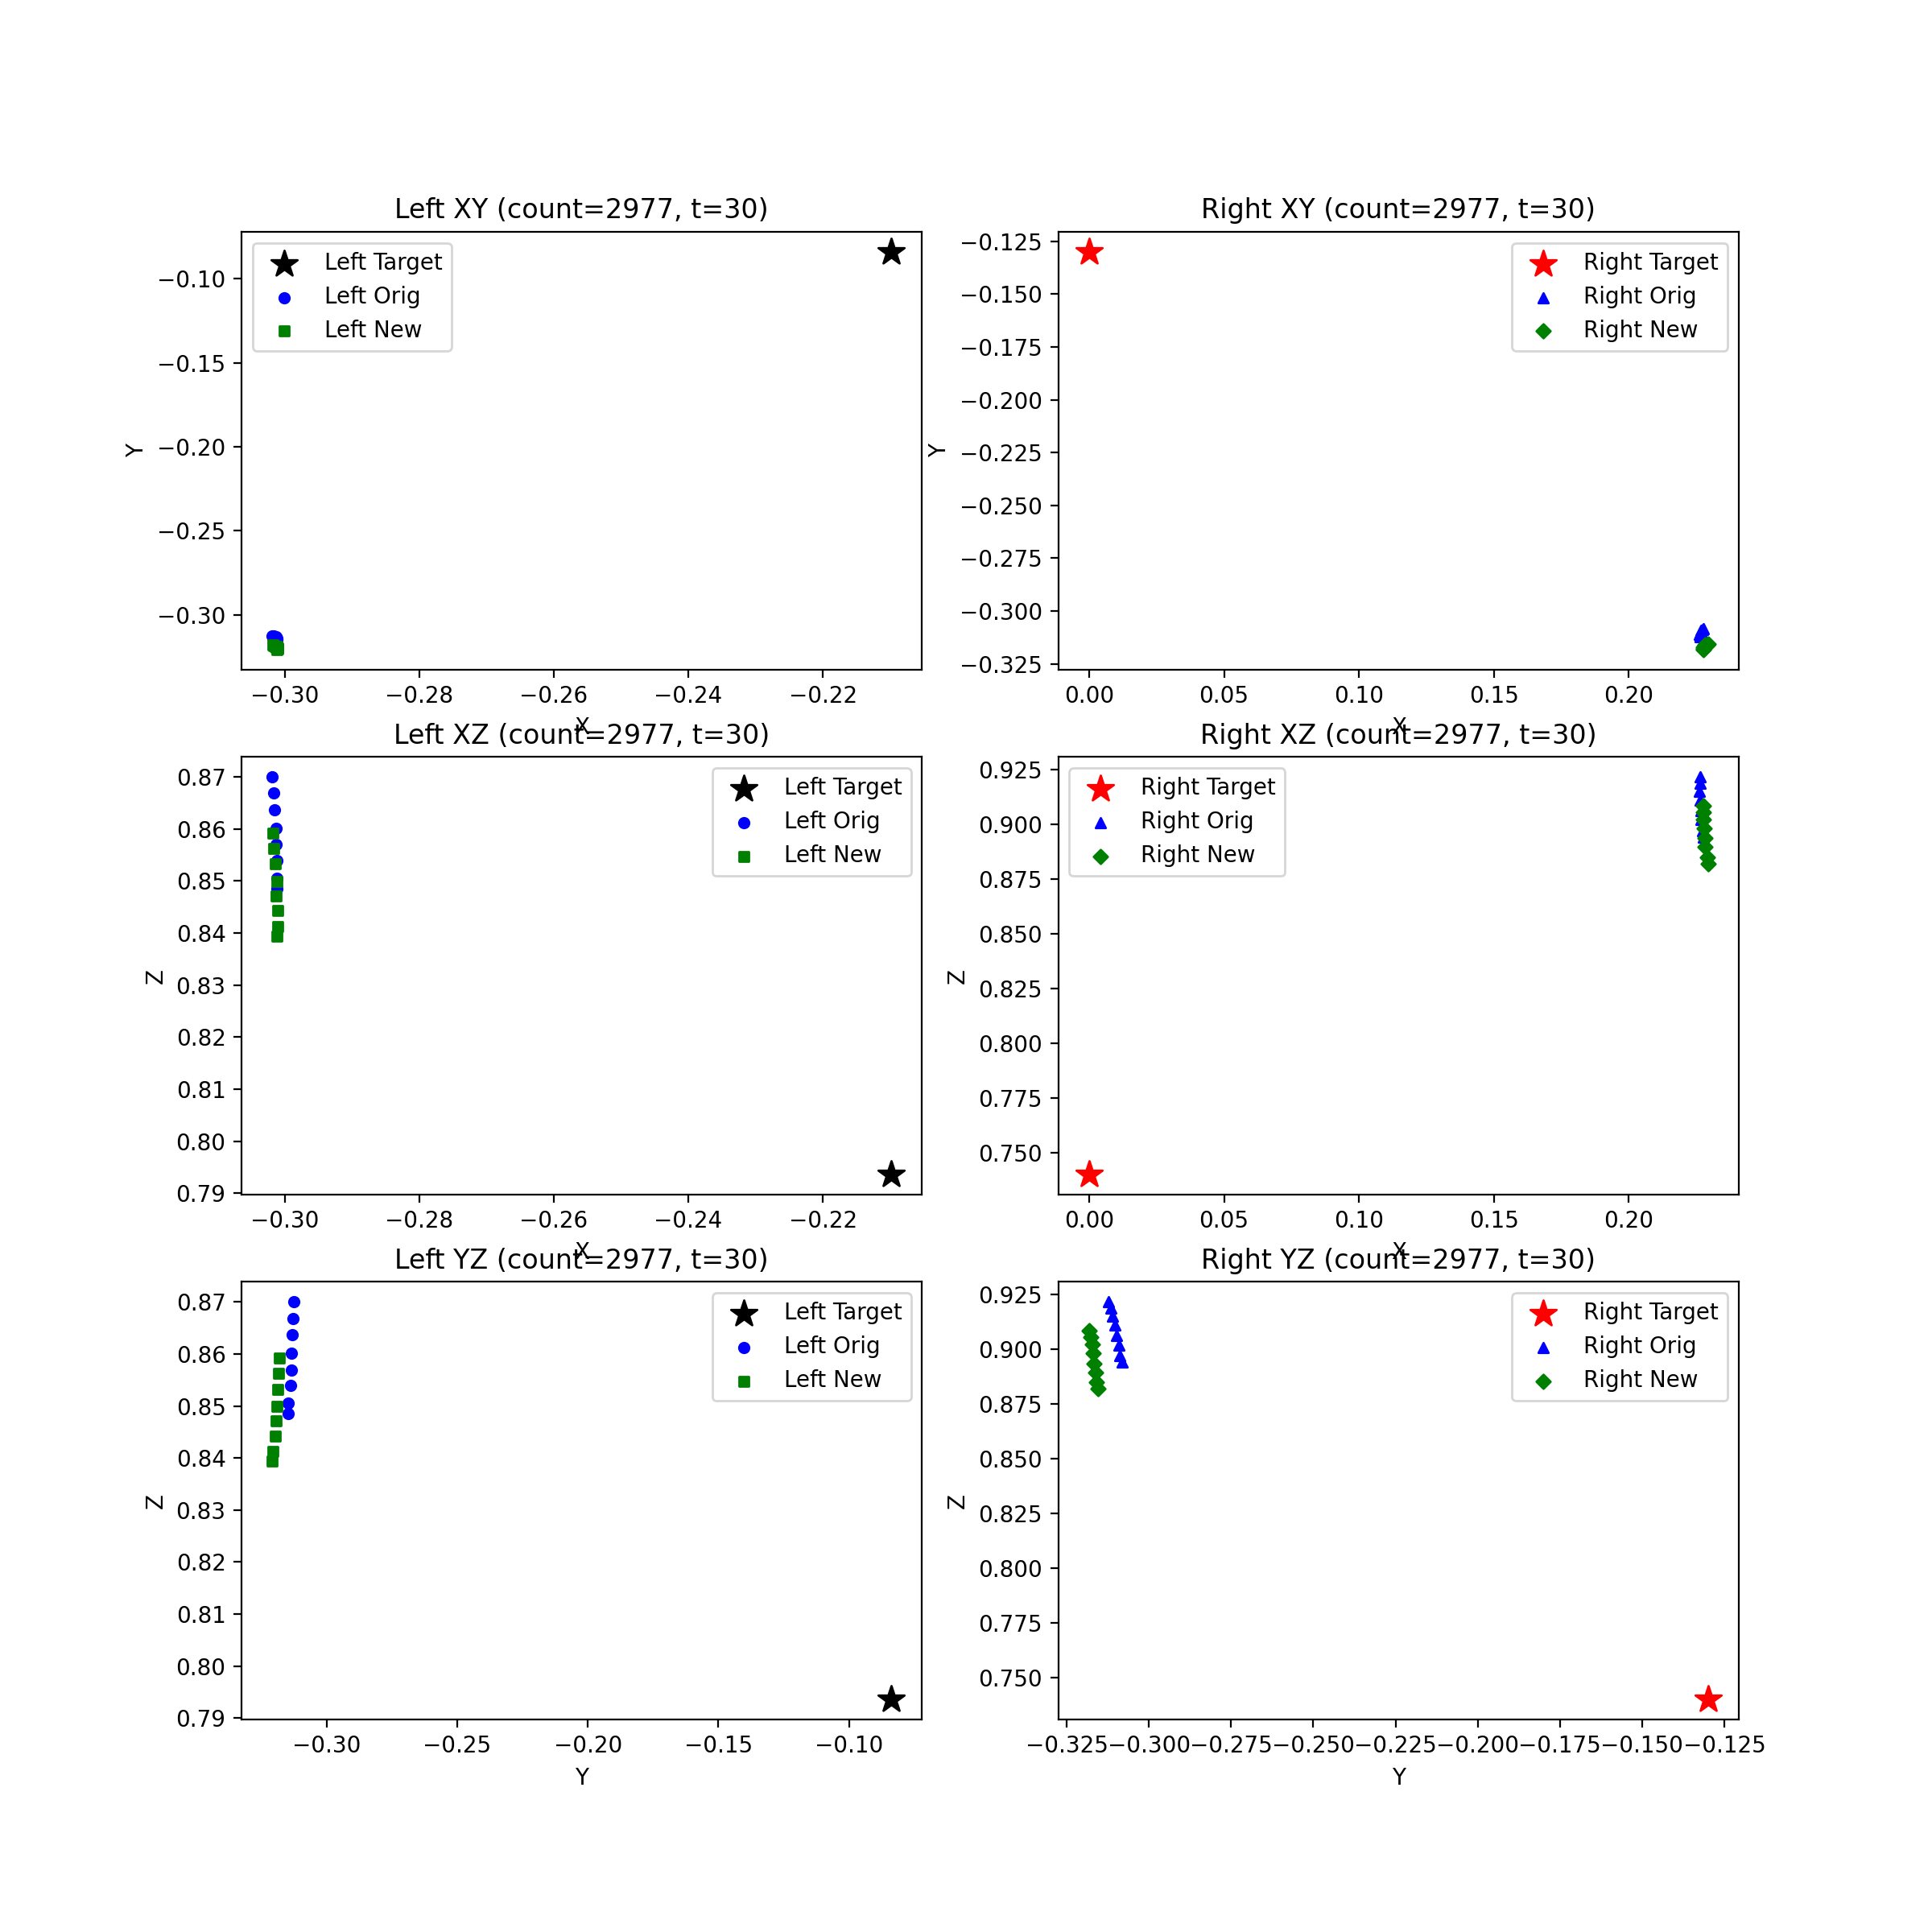 Left XY (count=2977, t=30)
Left Target
Left Orig
Left New
−0.10
−0.15
−0.20
−0.25
−0.30
Y
−0.30 −0.28 −0.26 −0.24 −0.22
X
Right XY (count=2977, t=30)
Right Target
Right Orig
Right New
−0.125
−0.150
−0.175
−0.200
−0.225
−0.250
−0.275
−0.300
−0.325
Y
0.00 0.05 0.10 0.15 0.20
X
Left XZ (count=2977, t=30)
Left Target
Left Orig
Left New
0.87
0.86
0.85
0.84
0.83
0.82
0.81
0.80
0.79
Z
−0.30 −0.28 −0.26 −0.24 −0.22
X
Right XZ (count=2977, t=30)
Right Target
Right Orig
Right New
0.925
0.900
0.875
0.850
0.825
0.800
0.775
0.750
Z
0.00 0.05 0.10 0.15 0.20
X
Left YZ (count=2977, t=30)
Left Target
Left Orig
Left New
0.87
0.86
0.85
0.84
0.83
0.82
0.81
0.80
0.79
Z
−0.30 −0.25 −0.20 −0.15 −0.10
Y
Right YZ (count=2977, t=30)
Right Target
Right Orig
Right New
0.925
0.900
0.875
0.850
0.825
0.800
0.775
0.750
Z
−0.325 −0.300 −0.275 −0.250 −0.225 −0.200 −0.175 −0.150 −0.125
Y